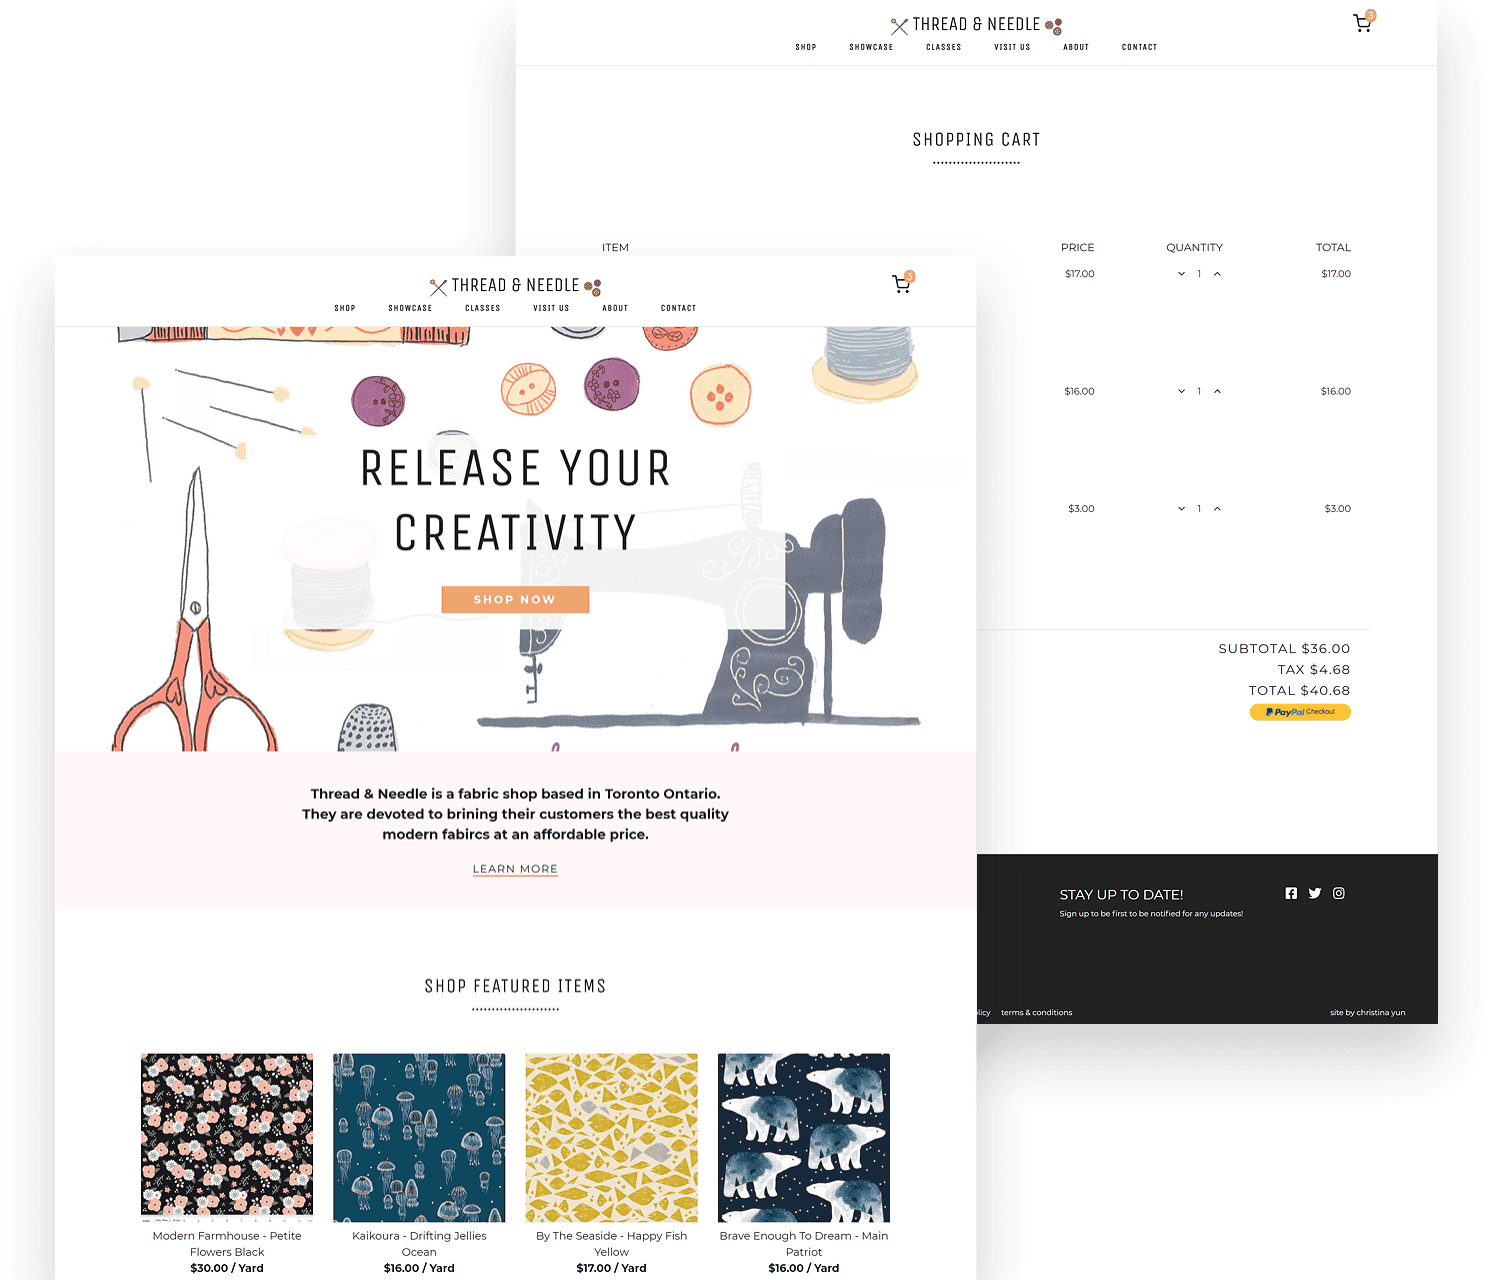 THREAD & NEEDLE
3
SHOP SHOWCASE CLASSES VISIT US ABOUT CONTACT
SHOPPING CART
ITEM PRICE QUANTITY TOTAL
$17.00 1 $17.00
$16.00 1 $16.00
$3.00 1 $3.00
SUBTOTAL $36.00
TAX $4.68
TOTAL $40.68
PayPal Checkout
STAY UP TO DATE!
Sign up to be first to be notified for any updates!
terms & conditions
site by christina yun
THREAD & NEEDLE
3
SHOP SHOWCASE CLASSES VISIT US ABOUT CONTACT
RELEASE YOUR
CREATIVITY
SHOP NOW
Thread & Needle is a fabric shop based in Toronto Ontario.
They are devoted to brining their customers the best quality
modern fabircs at an affordable price.
LEARN MORE
SHOP FEATURED ITEMS
Modern Farmhouse - Petite
Flowers Black
$30.00 / Yard
Kaikoura - Drifting Jellies
Ocean
$16.00 / Yard
By The Seaside - Happy Fish
Yellow
$17.00 / Yard
Brave Enough To Dream - Main
Patriot
$16.00 / Yard